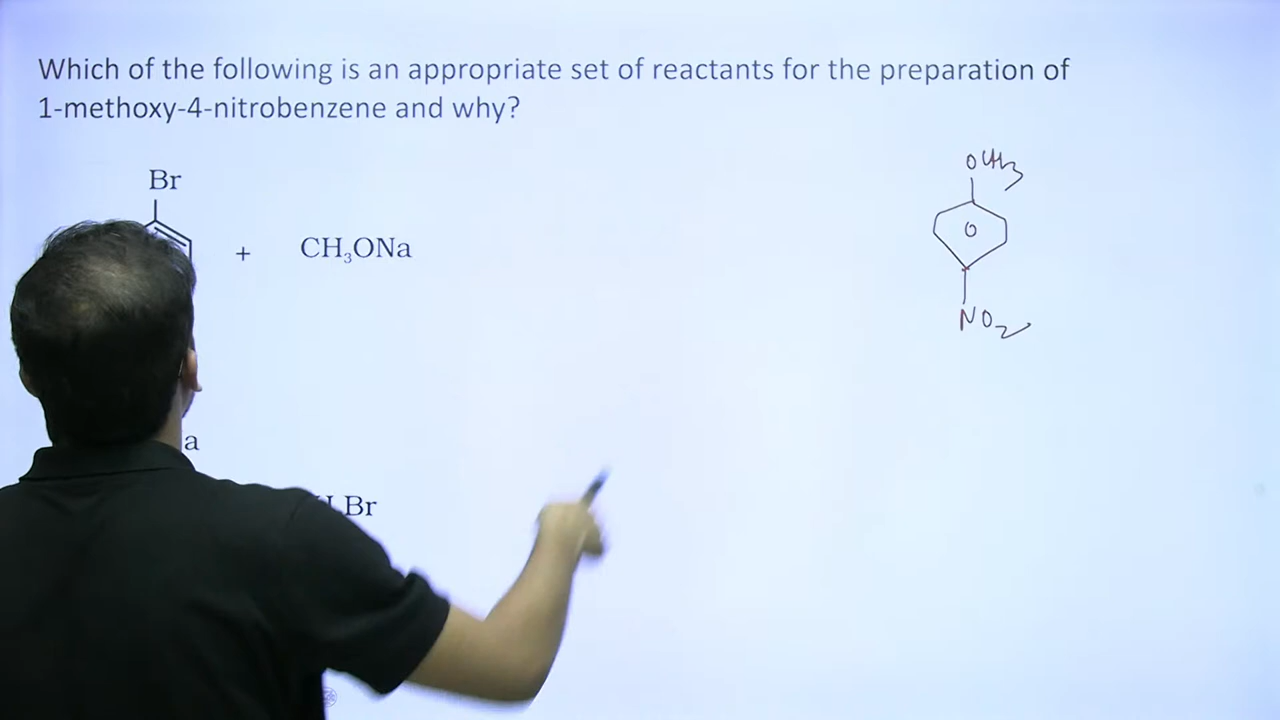 Which of the following is an appropriate set of reactants for the preparation of
1-methoxy-4-nitrobenzene and why?
Br
+ CH₃ONa
OCH₃
NO₂
a
Br